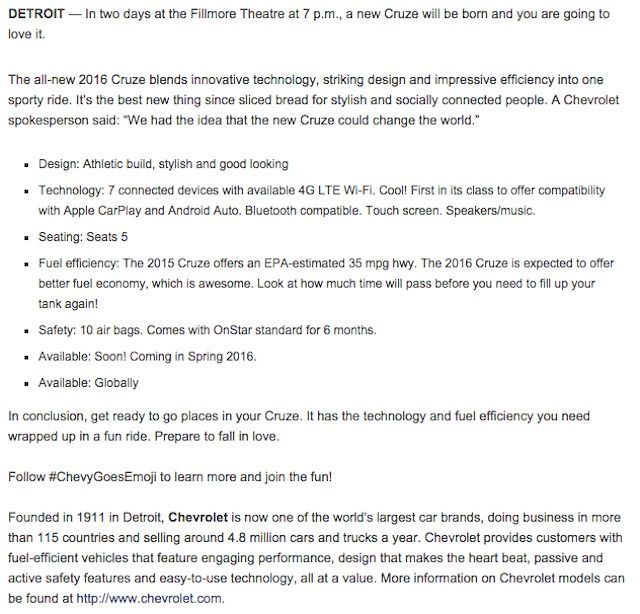 DETROIT — In two days at the Fillmore Theatre at 7 p.m., a new Cruze will be born and you are going to
love it.
The all-new 2016 Cruze blends innovative technology, striking design and impressive efficiency into one
sporty ride. It's the best new thing since sliced bread for stylish and socially connected people. A Chevrolet
spokesperson said: “We had the idea that the new Cruze could change the world.”
▪ Design: Athletic build, stylish and good looking
▪ Technology: 7 connected devices with available 4G LTE Wi-Fi. Cool! First in its class to offer compatibility
with Apple CarPlay and Android Auto. Bluetooth compatible. Touch screen. Speakers/music.
▪ Seating: Seats 5
▪ Fuel efficiency: The 2015 Cruze offers an EPA-estimated 35 mpg hwy. The 2016 Cruze is expected to offer
better fuel economy, which is awesome. Look at how much time will pass before you need to fill up your
tank again!
▪ Safety: 10 air bags. Comes with OnStar standard for 6 months.
▪ Available: Soon! Coming in Spring 2016.
▪ Available: Globally
In conclusion, get ready to go places in your Cruze. It has the technology and fuel efficiency you need
wrapped up in a fun ride. Prepare to fall in love.
Follow #ChevyGoesEmoji to learn more and join the fun!
Founded in 1911 in Detroit, Chevrolet is now one of the world's largest car brands, doing business in more
than 115 countries and selling around 4.8 million cars and trucks a year. Chevrolet provides customers with
fuel-efficient vehicles that feature engaging performance, design that makes the heart beat, passive and
active safety features and easy-to-use technology, all at a value. More information on Chevrolet models can
be found at http://www.chevrolet.com.